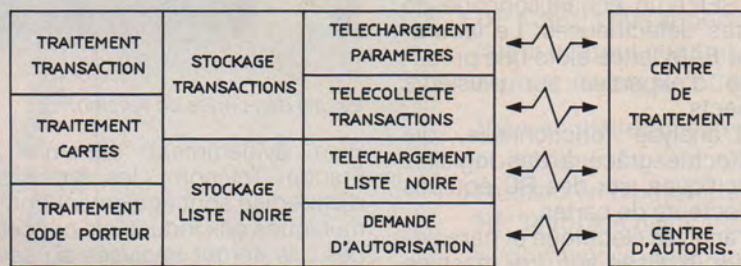 TRAITEMENT
TRANSACTION
TRAITEMENT
CARTES
TRAITEMENT
CODE PORTEUR
STOCKAGE
TRANSACTIONS
STOCKAGE
LISTE NOIRE
TELECHARGEMENT
PARAMETRES
TELECOLLECTE
TRANSACTIONS
TELECHARGEMENT
LISTE NOIRE
DEMANDE
D'AUTORISATION
CENTRE
DE
TRAITEMENT
CENTRE
D'AUTORIS.